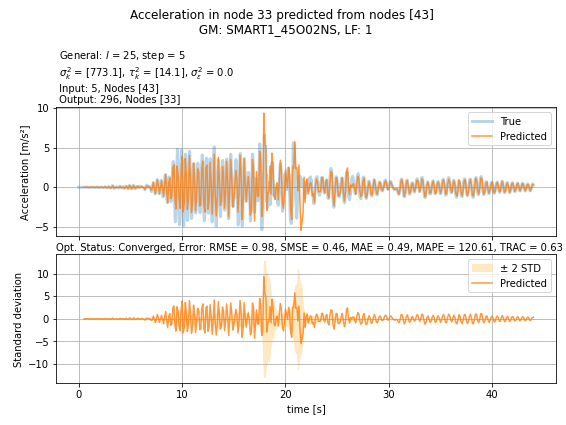 Acceleration in node 33 predicted from nodes [43]
GM: SMART1_45O02NS, LF: 1
General: l = 25, step = 5
σ²ₖ = [773.1], τ²ₖ = [14.1], σ²ε = 0.0
Input: 5, Nodes [43]
Output: 296, Nodes [33]
Acceleration [m/s²]
10
5
0
−5
True
Predicted
Opt. Status: Converged, Error: RMSE = 0.98, SMSE = 0.46, MAE = 0.49, MAPE = 120.61, TRAC = 0.63
Standard deviation
10
5
0
−5
−10
± 2 STD
Predicted
0 10 20 30 40
time [s]